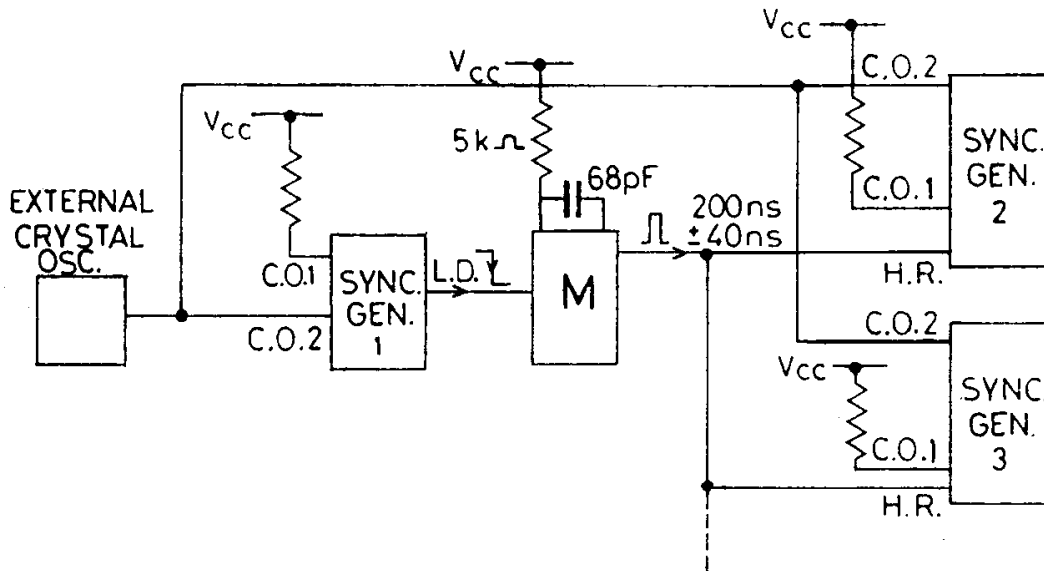 VCC
VCC
C.O.2
VCC
5kΩ
68pF
C.O.1
SYNC.
GEN.
2
EXTERNAL
CRYSTAL
OSC.
C.O.1
C.O.2
SYNC.
GEN.
1
L.D.
M
200ns
±40ns
H.R.
C.O.2
VCC
C.O.1
H.R.
SYNC.
GEN.
3